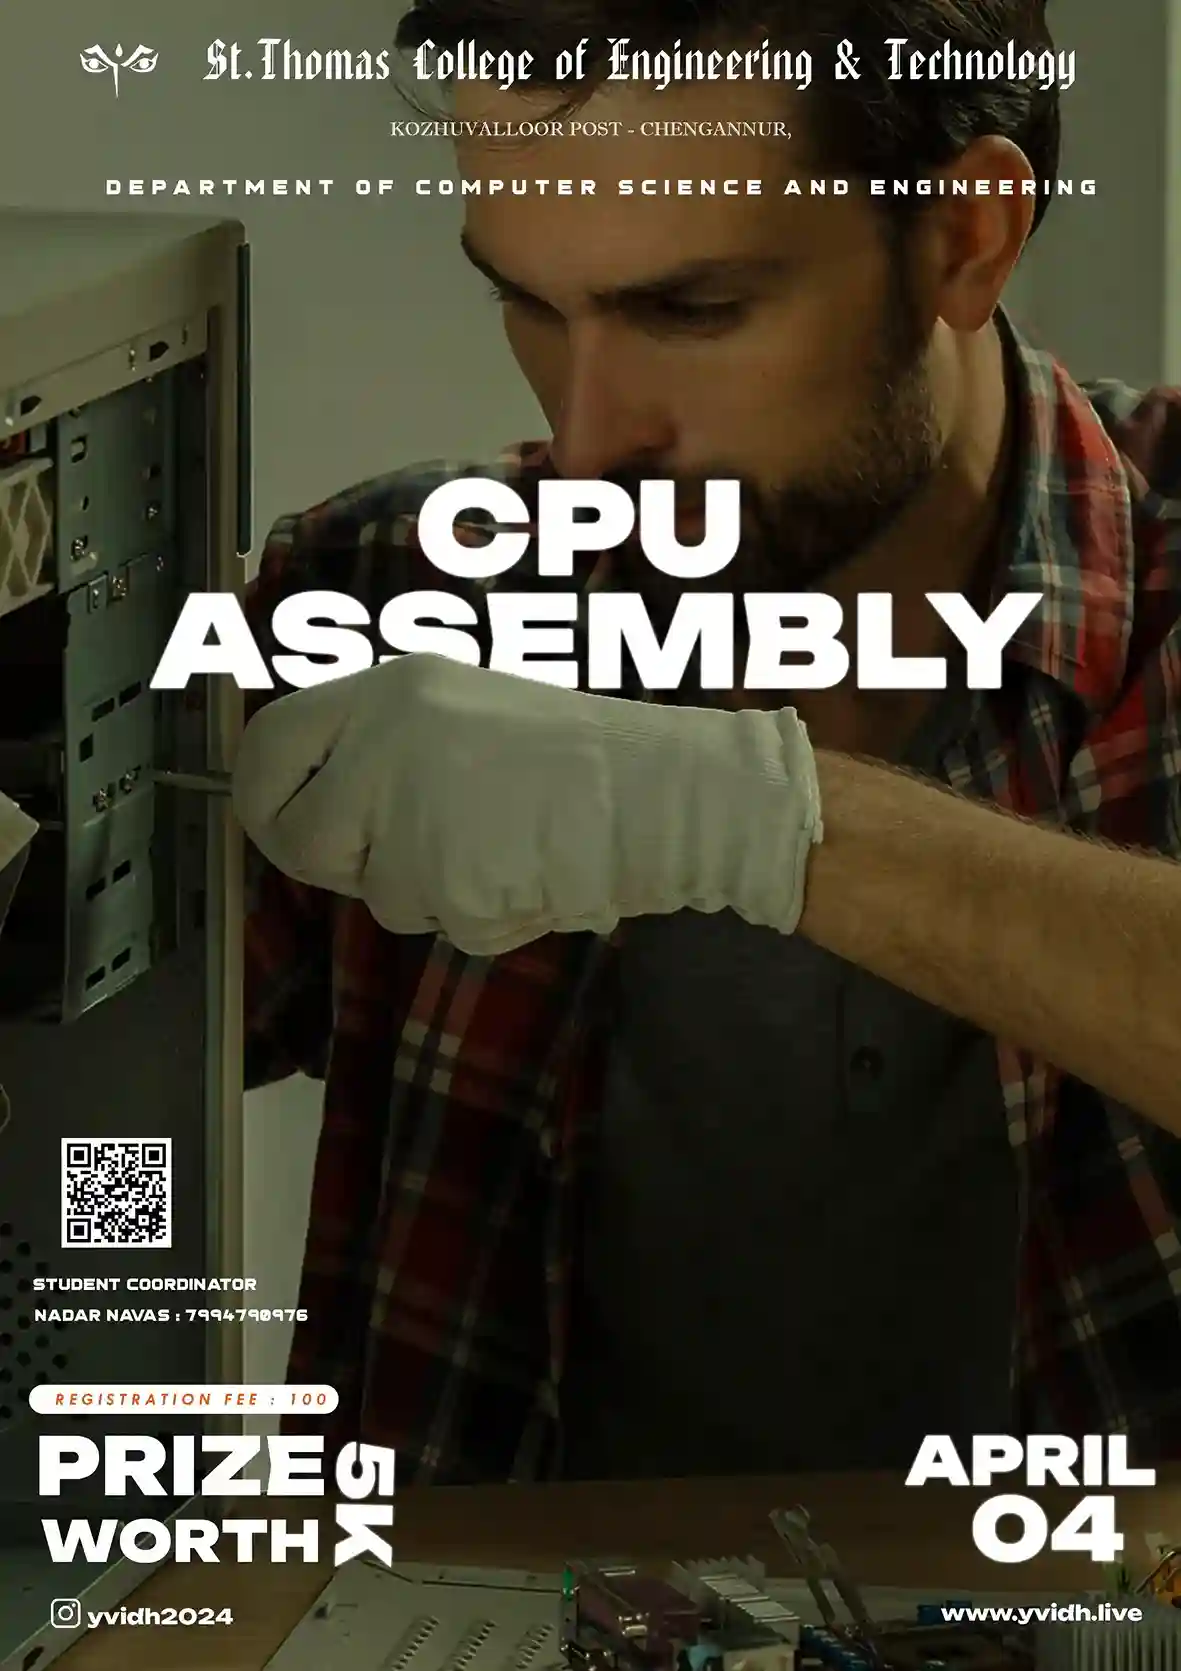 St.Thomas College of Engineering & Technology
KOZHUVALLOOR POST - CHENGANNUR,
DEPARTMENT OF COMPUTER SCIENCE AND ENGINEERING
CPU
ASSEMBLY
STUDENT COORDINATOR
NADAR NAVAS : 7994790976
REGISTRATION FEE : 100
PRIZE
WORTH
5K
yvidh2024
APRIL
04
www.yvidh.live